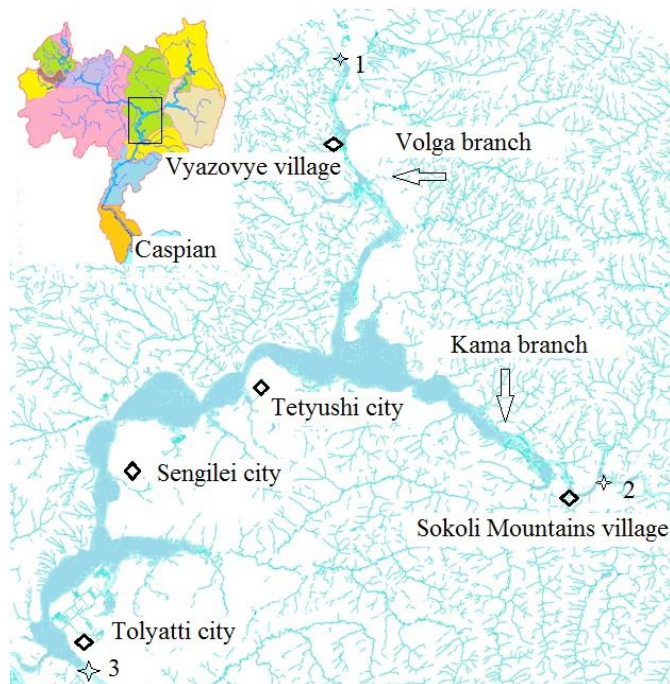 1
Volga branch
Vyazovye village
Caspian
Kama branch
Tetyushi city
Sengilei city
2
Sokoli Mountains village
Tolyatti city
3